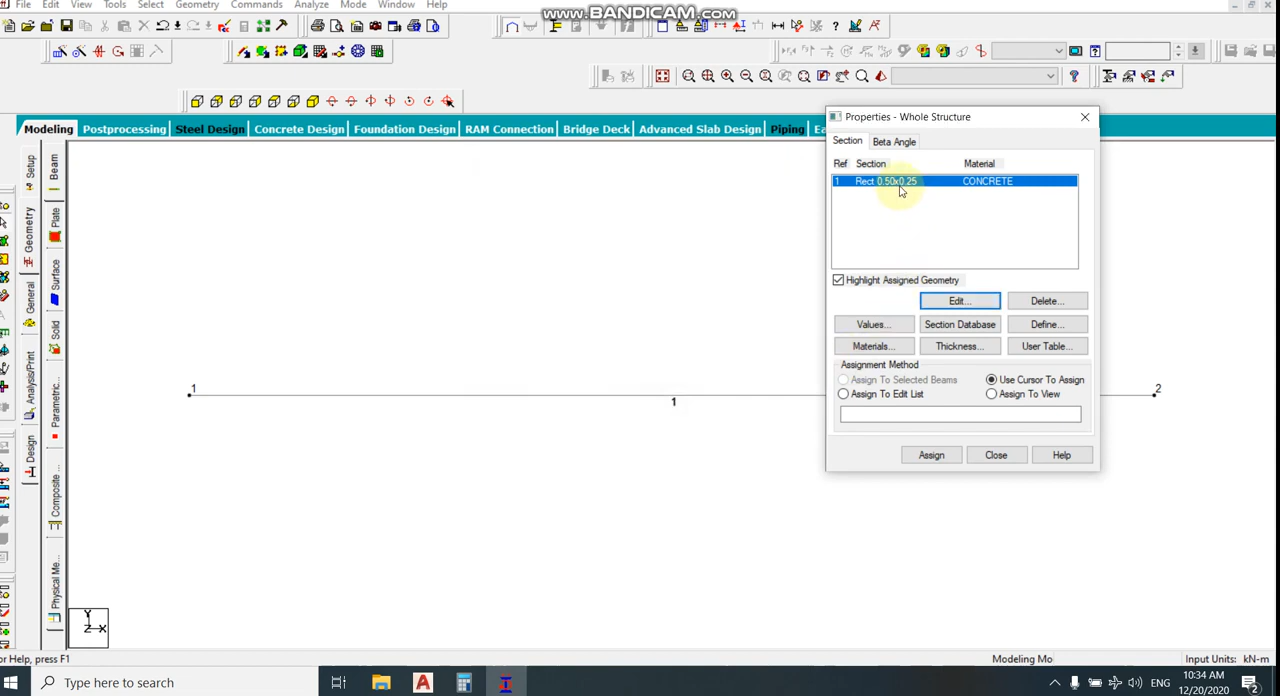 www.BANDICAM.com
File Edit View Tools Select Geometry Commands Analyze Mode Window Help
Modeling Postprocessing Steel Design Concrete Design Foundation Design RAM Connection Bridge Deck Advanced Slab Design Piping Ea
Setup
Geometry
General
Analysis/Print
Design
Beam
Plate
Surface
Solid
Parametric...
Composite...
Physical Me...
1
1
2
Y
Z X
Properties - Whole Structure
Section Beta Angle
Ref Section Material
1 Rect 0.50x0.25 CONCRETE
Highlight Assigned Geometry
Edit... Delete...
Values... Section Database Define...
Materials... Thickness... User Table...
Assignment Method
Assign To Selected Beams Use Cursor To Assign
Assign To Edit List Assign To View
Assign Close Help
or Help, press F1 Modeling Mo Input Units: kN-m
Type here to search
ENG
10:34 AM
12/20/2020
2